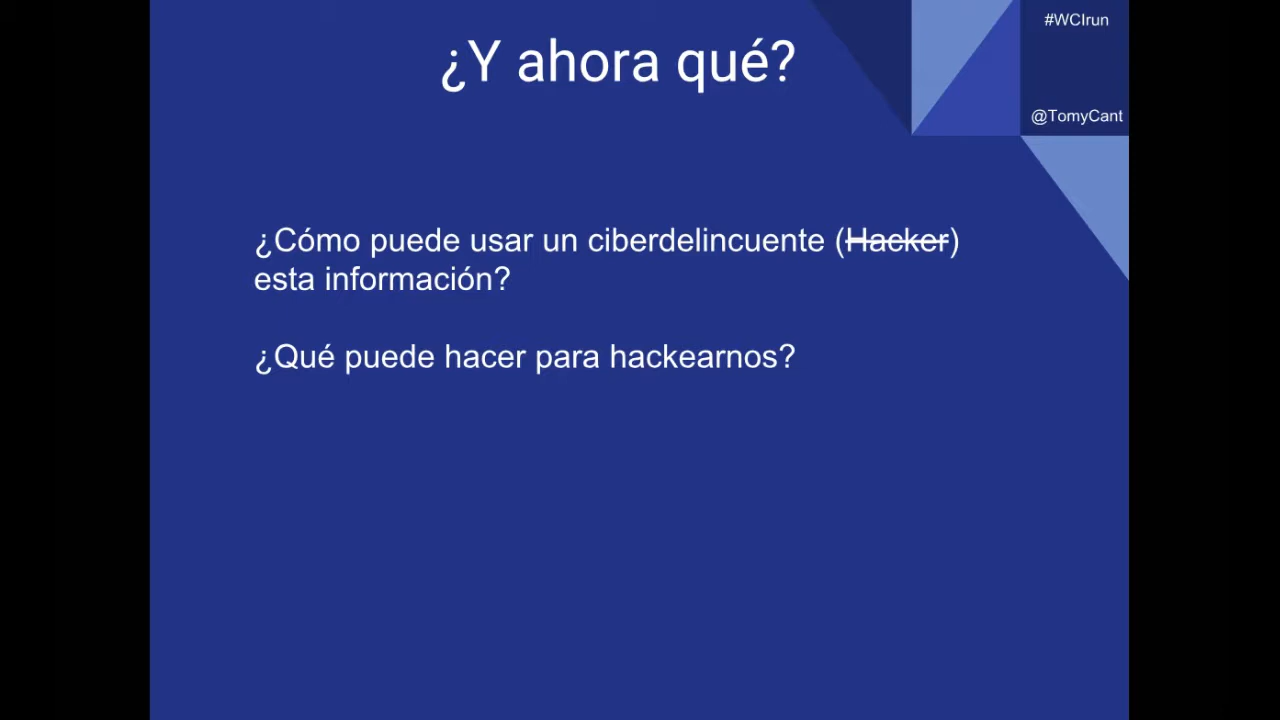 ¿Y ahora qué?
#WCIrun
@TomyCant
¿Cómo puede usar un ciberdelincuente (Hacker)
esta información?
¿Qué puede hacer para hackearnos?